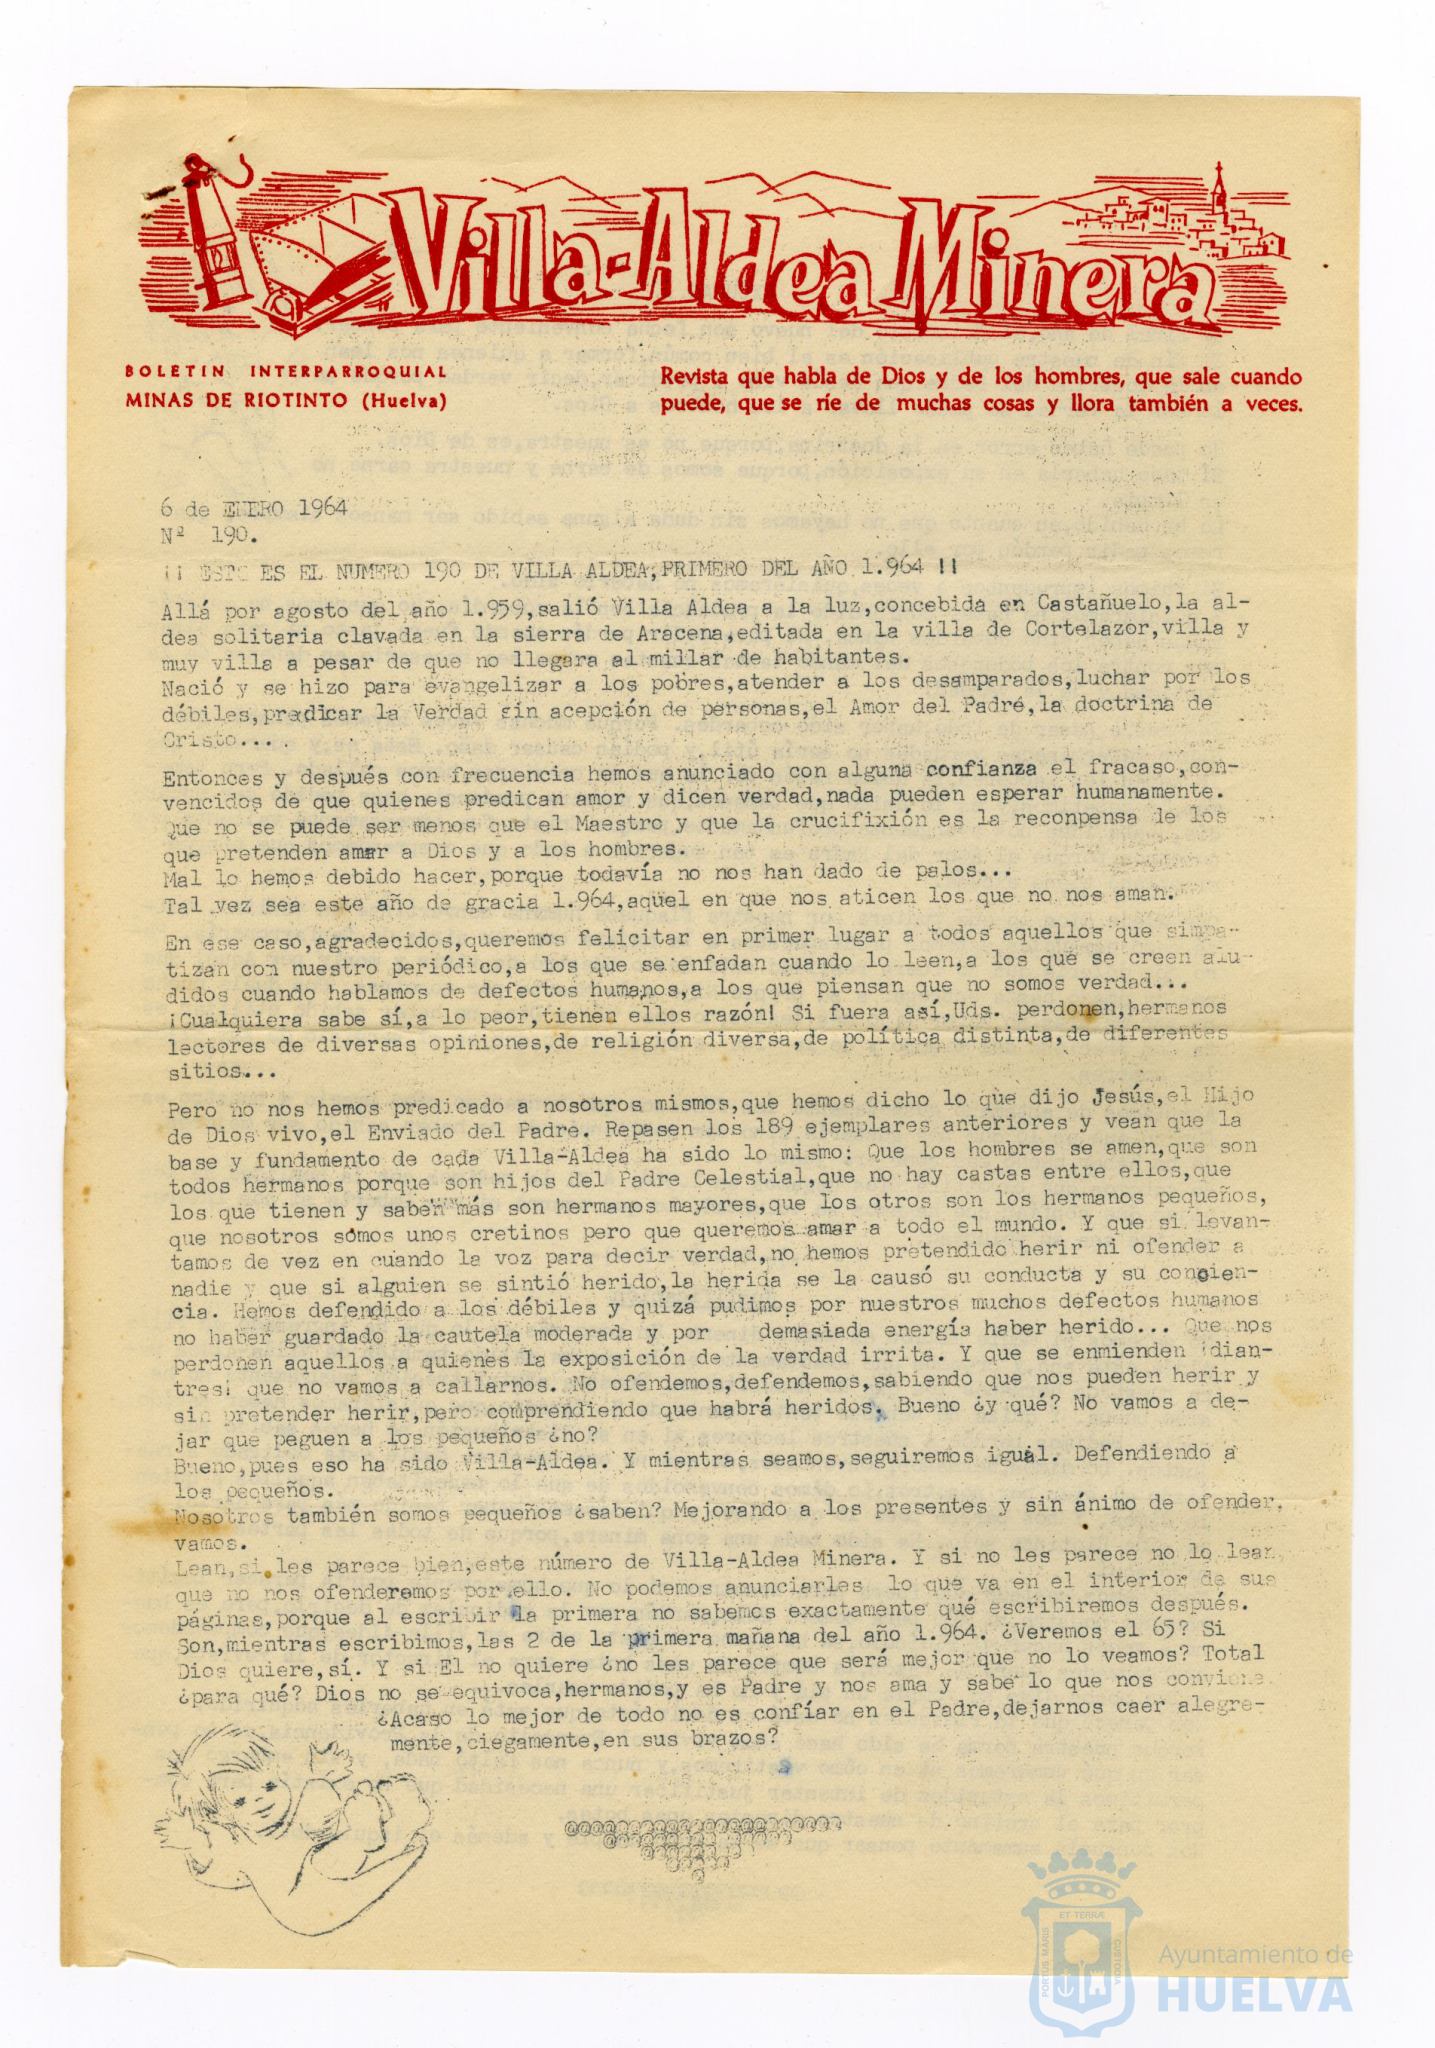 Villa-Aldea Minera
BOLETIN INTERPARROQUIAL
MINAS DE RIOTINTO (Huelva)
Revista que habla de Dios y de los hombres, que sale cuando
puede, que se ríe de muchas cosas y llora también a veces.
6 de ENERO 1964
Nº 190.
¡¡ ESTE ES EL NUMERO 190 DE VILLA ALDEA,PRIMERO DEL AÑO 1.964 !!
Allá por agosto del año 1.959,salió Villa Aldea a la luz,concebida en Castañuelo,la al-
dea solitaria clavada en la sierra de Aracena,editada en la villa de Cortelazor,villa y
muy villa a pesar de que no llegara al millar de habitantes.
Nació y se hizo para evangelizar a los pobres,atender a los desamparados,luchar por los
débiles,predicar la Verdad sin acepción de personas,el Amor del Padre,la doctrina de
Cristo....
Entonces y después con frecuencia hemos anunciado con alguna confianza el fracaso,con-
vencidos de que quienes predican amor y dicen verdad,nada pueden esperar humanamente.
Que no se puede ser menos que el Maestro y que la crucifixión es la reconpensa de los
que pretenden amar a Dios y a los hombres.
Mal lo hemos debido hacer,porque todavía no nos han dado de palos...
Tal vez sea este año de gracia 1.964,aquel en que nos aticen los que no nos aman.
En ese caso,agradecidos,queremos felicitar en primer lugar a todos aquellos que simpa-
tizan con nuestro periódico,a los que se enfadan cuando lo leen,a los que se creen alu-
didos cuando hablamos de defectos humanos,a los que piensan que no somos verdad...
¡Cualquiera sabe sí,a lo peor,tienen ellos razón! Si fuera así,Uds. perdonen,hermanos
lectores de diversas opiniones,de religión diversa,de política distinta,de diferentes
sitios...
Pero no nos hemos predicado a nosotros mismos,que hemos dicho lo que dijo Jesús,el Hijo
de Dios vivo,el Enviado del Padre. Repasen los 189 ejemplares anteriores y vean que la
base y fundamento de cada Villa-Aldea ha sido lo mismo: Que los hombres se amen,que son
todos hermanos porque son hijos del Padre Celestial,que no hay castas entre ellos,que
los que tienen y saben más son hermanos mayores,que los otros son los hermanos pequeños,
que nosotros somos unos cretinos pero que queremos amar a todo el mundo. Y que si levan-
tamos de vez en cuando la voz para decir verdad,no hemos pretendido herir ni ofender a
nadie y que si alguien se sintió herido,la herida se la causó su conducta y su concien-
cia. Hemos defendido a los débiles y quizá pudimos por nuestros muchos defectos humanos
no haber guardado la cautela moderada y por demasiada energía haber herido... Que nos
perdonen aquellos a quienes la exposición de la verdad irrita. Y que se enmienden ¡dian-
tres! que no vamos a callarnos. No ofendemos,defendemos,sabiendo que nos pueden herir y
sin pretender herir,pero comprendiendo que habrá heridos. Bueno ¿y qué? No vamos a de-
jar que peguen a los pequeños ¿no?
Bueno,pues eso ha sido Villa-Aldea. Y mientras seamos,seguiremos igual. Defendiendo a
los pequeños.
Nosotros también somos pequeños ¿saben? Mejorando a los presentes y sin ánimo de ofender,
vamos.
Lean,si les parece bien,este número de Villa-Aldea Minera. Y si no les parece no lo lean,
que no nos ofenderemos por ello. No podemos anunciarles lo que va en el interior de sus
páginas,porque al escribir la primera no sabemos exactamente qué escribiremos después.
Son,mientras escribimos,las 2 de la primera mañana del año 1.964. ¿Veremos el 65? Si
Dios quiere,sí. Y si El no quiere ¿no les parece que será mejor que no lo veamos? Total
¿para qué? Dios no se equivoca,hermanos,y es Padre y nos ama y sabe lo que nos conviene.
¿Acaso lo mejor de todo no es confíar en el Padre,dejarnos caer alegre-
mente,ciegamente,en sus brazos?
ET TERRÆ
PORTUS MARIS
CUSTODIA
Ayuntamiento de
HUELVA